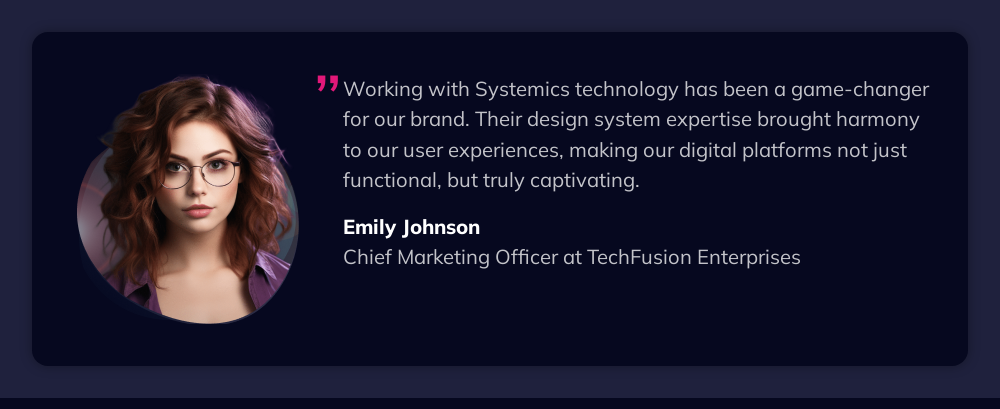 ” Working with Systemics technology has been a game-changer
for our brand. Their design system expertise brought harmony
to our user experiences, making our digital platforms not just
functional, but truly captivating.
Emily Johnson
Chief Marketing Officer at TechFusion Enterprises